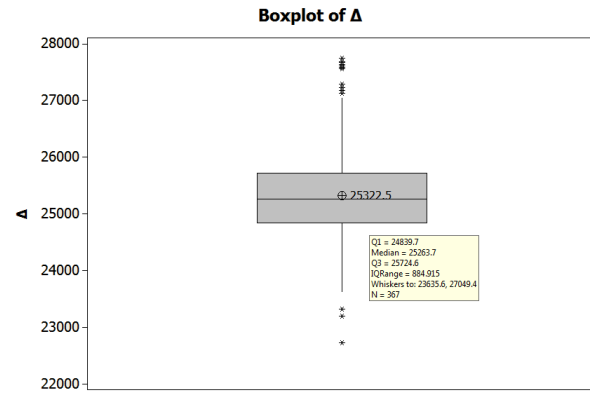 Boxplot of Δ
28000
27000
26000
25000
24000
23000
22000
Δ
25322.5
Q1 = 24839.7
Median = 25263.7
Q3 = 25724.6
IQRange = 884.915
Whiskers to: 23635.6, 27049.4
N = 367